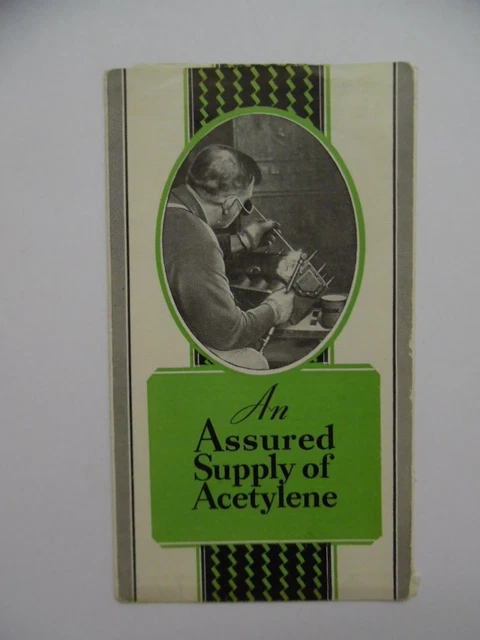 An
Assured
Supply of
Acetylene